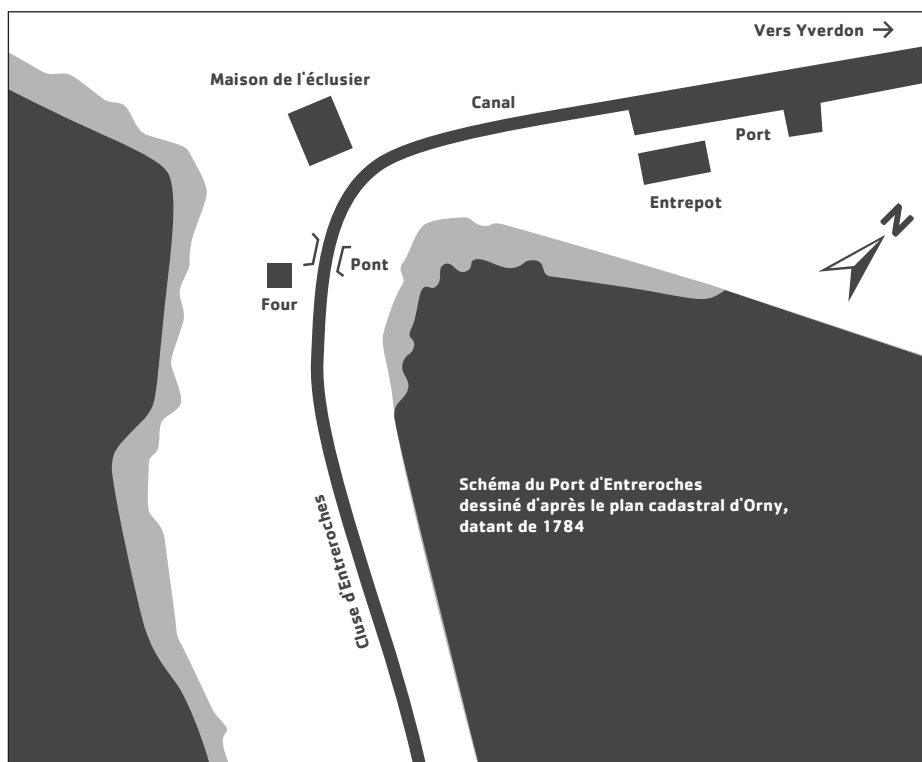 Vers Yverdon →
Maison de l'éclusier
Canal
Port
Entrepot
N
Pont
Four
Schéma du Port d'Entreroches
dessiné d'après le plan cadastral d'Orny,
datant de 1784
Cluse d'Entreroches